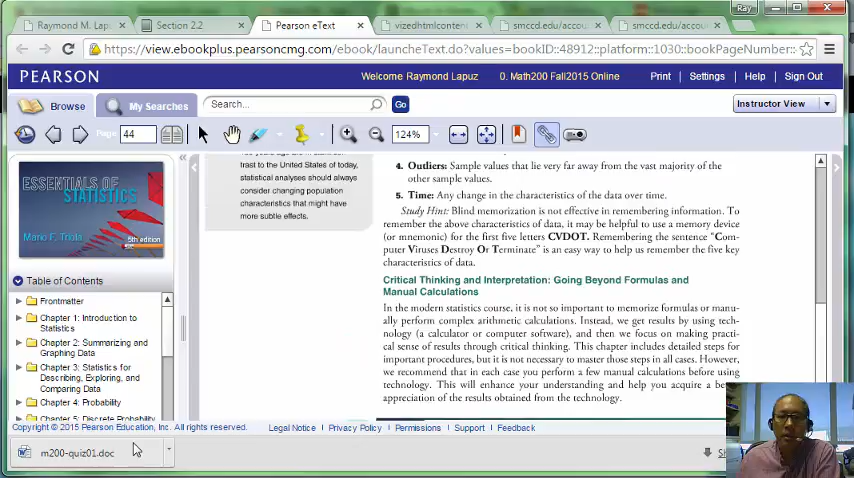 Ray
Raymond M. Lapu
Section 2.2
Pearson eText
vizedhtmlconten
smccd.edu/accou
smccd.edu/accou
https://view.ebookplus.pearsoncmg.com/ebook/launcheText.do?values=bookID::48912::platform::1030::bookPageNumber::
PEARSON
Welcome Raymond Lapuz
0. Math200 Fall2015 Online
Print
Settings
Help
Sign Out
Browse
My Searches
Search...
Go
Instructor View
Page
44
124%
ESSENTIALS OF
STATISTICS
Mario F. Triola
5th edition
Table of Contents
Frontmatter
Chapter 1: Introduction to
Statistics
Chapter 2: Summarizing and
Graphing Data
Chapter 3: Statistics for
Describing, Exploring, and
Comparing Data
Chapter 4: Probability
Chapter 5: Discrete Probability
trast to the United States of today,
statistical analyses should always
consider changing population
characteristics that might have
more subtle effects.
4. Outliers: Sample values that lie very far away from the vast majority of the
other sample values.
5. Time: Any change in the characteristics of the data over time.
Study Hint: Blind memorization is not effective in remembering information. To
remember the above characteristics of data, it may be helpful to use a memory device
(or mnemonic) for the first five letters CVDOT. Remembering the sentence "Com-
puter Viruses Destroy Or Terminate" is an easy way to help us remember the five key
characteristics of data.
Critical Thinking and Interpretation: Going Beyond Formulas and
Manual Calculations
In the modern statistics course, it is not so important to memorize formulas or manu-
ally perform complex arithmetic calculations. Instead, we get results by using tech-
nology (a calculator or computer software), and then we focus on making practi-
cal sense of results through critical thinking. This chapter includes detailed steps for
important procedures, but it is not necessary to master those steps in all cases. However,
we recommend that in each case you perform a few manual calculations before using
technology. This will enhance your understanding and help you acquire a be
appreciation of the results obtained from the technology.
Copyright © 2015 Pearson Education, Inc. All rights reserved.
Legal Notice
Privacy Policy
Permissions
Support
Feedback
m200-quiz01.doc